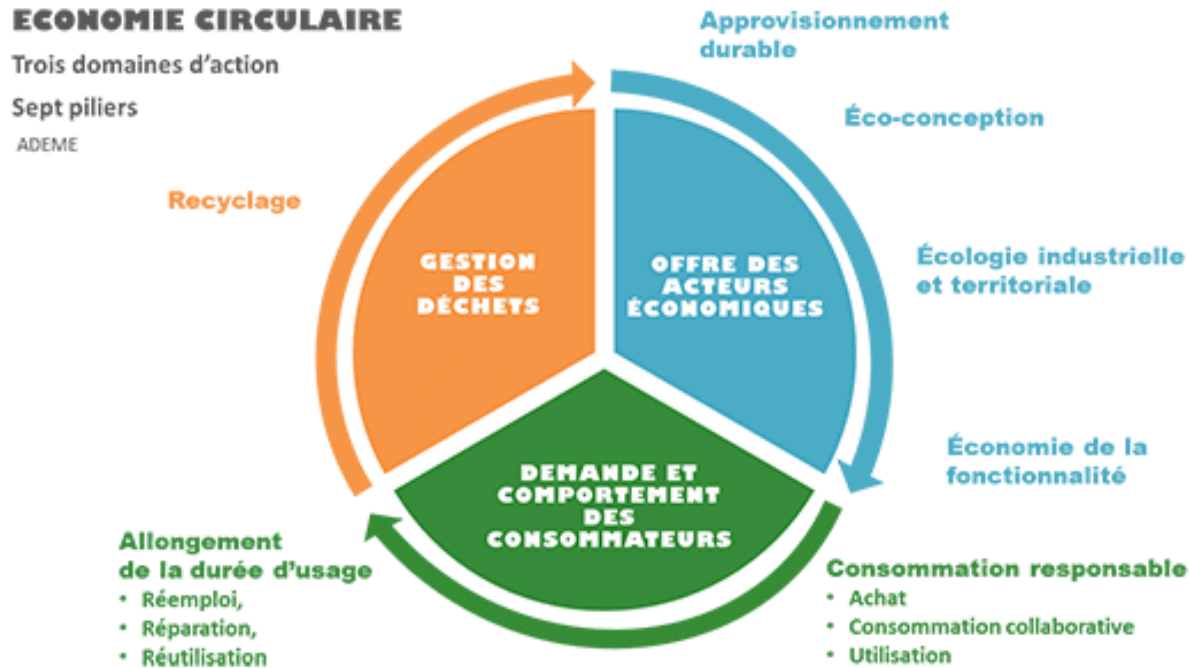 ECONOMIE CIRCULAIRE
Trois domaines d'action
Sept piliers
ADEME
Approvisionnement
durable
Éco-conception
Écologie industrielle
et territoriale
Économie de la
fonctionnalité
Recyclage
GESTION
DES
DÉCHETS
OFFRE DES
ACTEURS
ÉCONOMIQUES
DEMANDE ET
COMPORTEMENT
DES
CONSOMMATEURS
Allongement
de la durée d'usage
• Réemploi,
• Réparation,
• Réutilisation
Consommation responsable
• Achat
• Consommation collaborative
• Utilisation